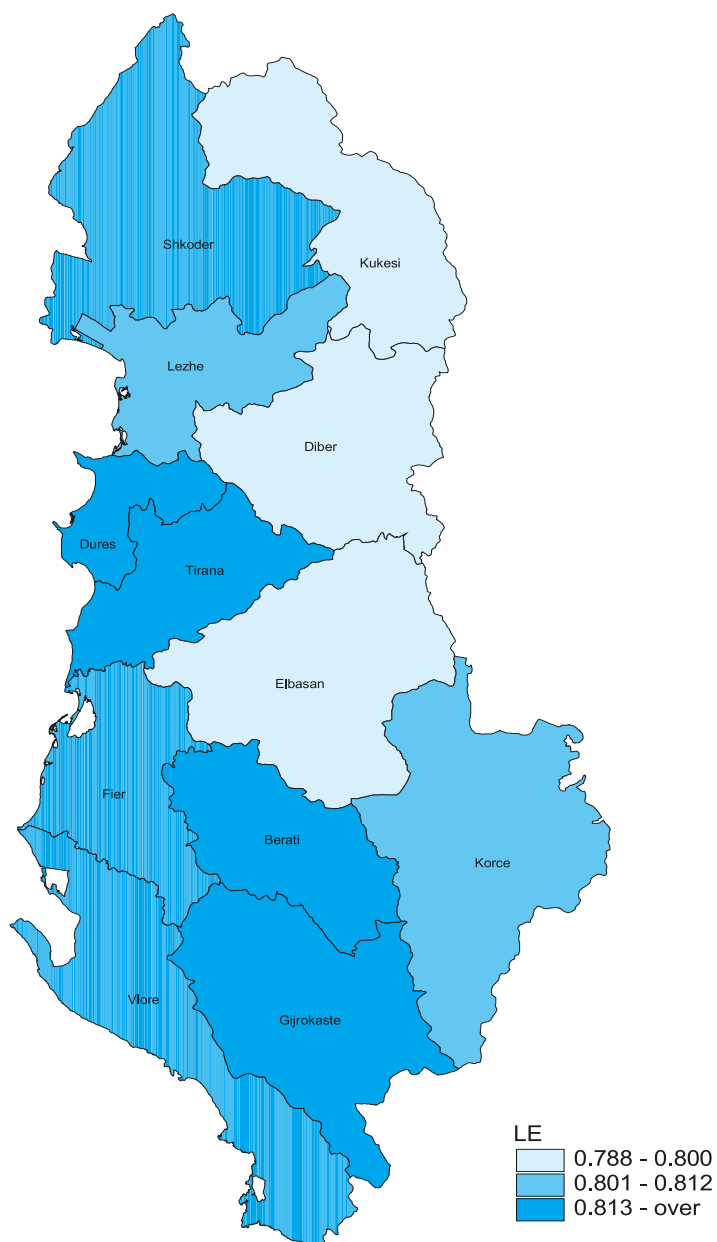 Shkoder
Kukesi
Lezhe
Diber
Dures
Tirana
Elbasan
Fier
Berati
Korce
Vlore
Gijrokaste
LE
0.788 - 0.800
0.801 - 0.812
0.813 - over